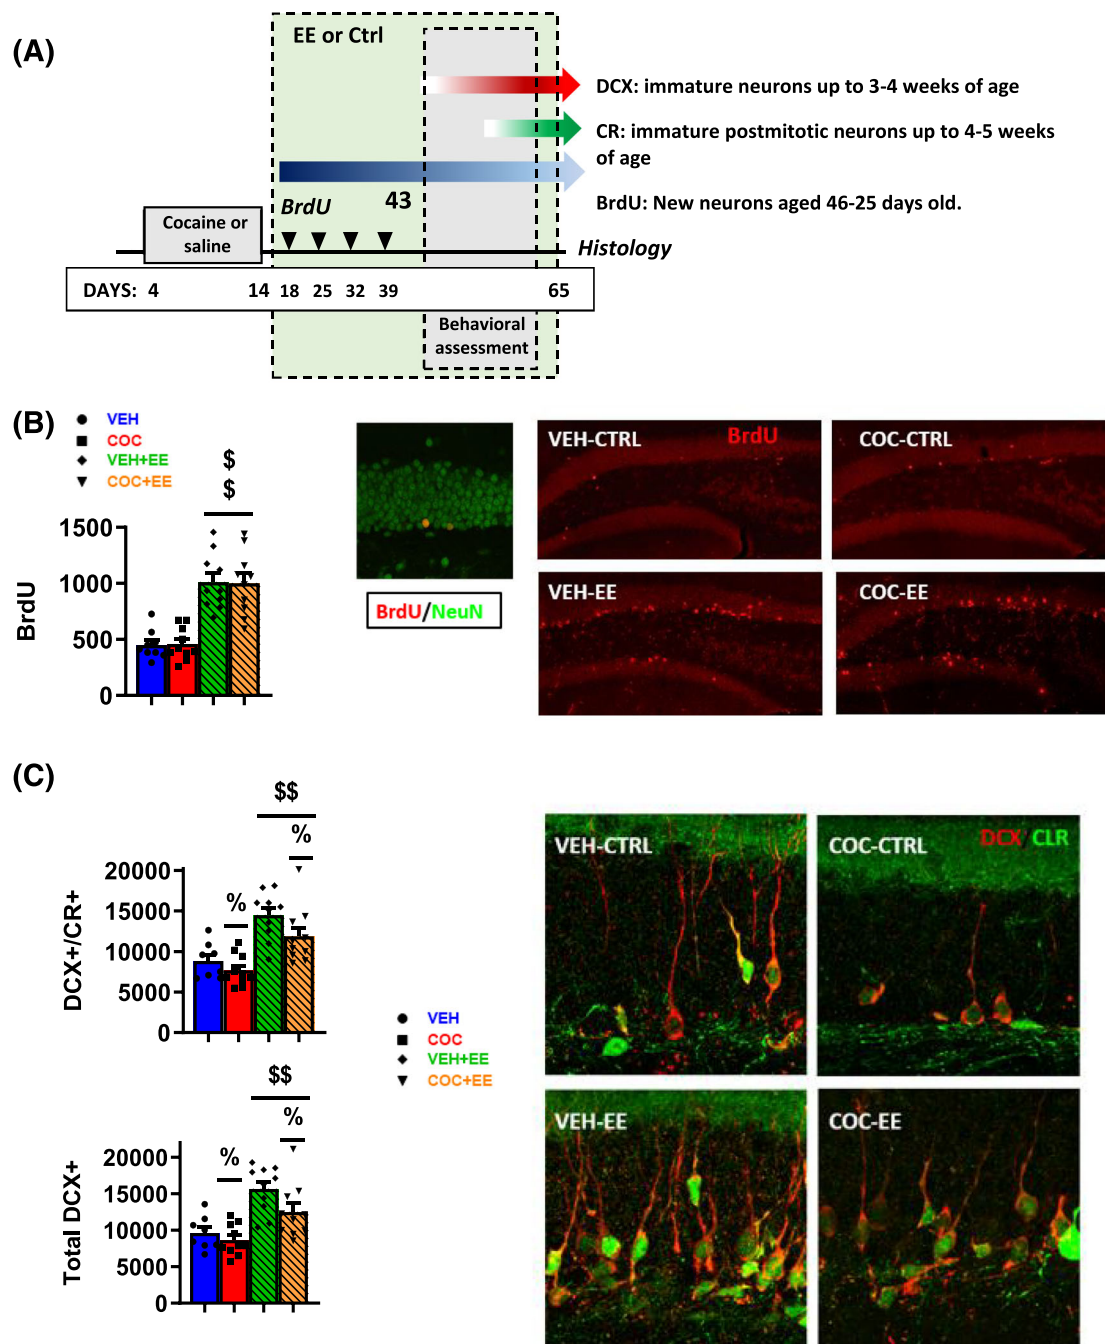 (A)
EE or Ctrl
DCX: immature neurons up to 3-4 weeks of age
CR: immature postmitotic neurons up to 4-5 weeks
of age
BrdU: New neurons aged 46-25 days old.
BrdU
43
Cocaine or
saline
Histology
DAYS: 4 14 18 25 32 39 65
Behavioral
assessment
(B)
VEH
COC
VEH+EE
COC+EE
$
$
1500
1000
500
0
BrdU
BrdU/NeuN
VEH-CTRL
BrdU
COC-CTRL
VEH-EE
COC-EE
(C)
$$
%
%
20000
15000
10000
5000
0
DCX+/CR+
VEH
COC
VEH+EE
COC+EE
$$
%
%
20000
15000
10000
5000
0
Total DCX+
VEH-CTRL
COC-CTRL
DCX/CLR
VEH-EE
COC-EE